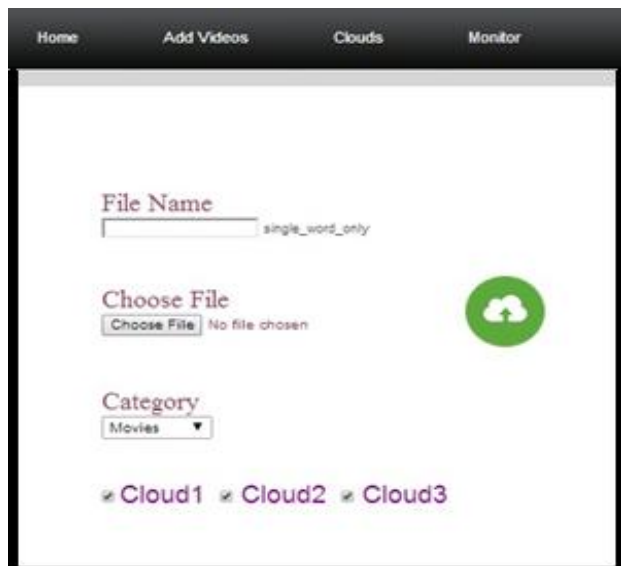 Home Add Videos Clouds Monitor
File Name
single_word_only
Choose File
Choose File No file chosen
Category
Movies
Cloud1 Cloud2 Cloud3